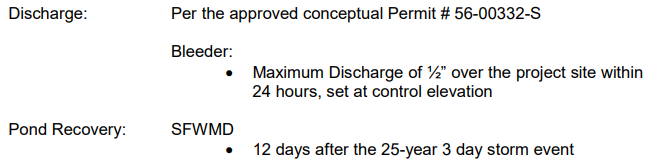 Discharge: Per the approved conceptual Permit # 56-00332-S
Bleeder:
• Maximum Discharge of ½” over the project site within
24 hours, set at control elevation
Pond Recovery: SFWMD
• 12 days after the 25-year 3 day storm event